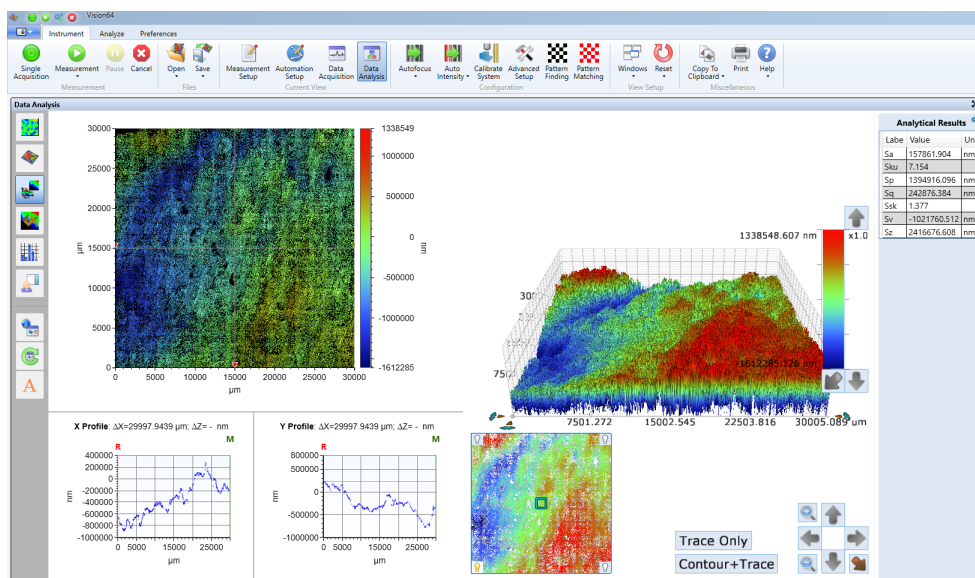 Vision64
Instrument Analyze Preferences
Single Acquisition
Measurement
Pause
Cancel
Open
Save
Measurement Setup
Automation Setup
Data Acquisition
Data Analysis
Autofocus
Auto Intensity
Calibrate System
Advanced Setup
Pattern Finding
Pattern Matching
Windows
Reset
Copy To Clipboard
Print
Help
Measurement Files Current View Configuration View Setup Miscellaneous
Data Analysis
30000
25000
20000
15000
10000
5000
0
µm
0 5000 10000 15000 20000 25000 30000
µm
1338549
1000000
500000
0
-500000
-1000000
-1612285
nm
A
1338548.607 nm
x1.0
1612285.126 nm
7501.272 15002.545 22503.816 30005.089 um
Analytical Results
Labe Value Un
Sa 157861.904 nm
Sku 7.154
Sp 1394916.096 nm
Sq 242876.384 nm
Ssk 1.377
Sv -1021760.512 nm
Sz 2416676.608 nm
X Profile: ΔX=29997.9439 µm; ΔZ= - nm
R M
400000
200000
0
-200000
-400000
-600000
-800000
-1000000
nm
0 5000 15000 25000
µm
Y Profile: ΔX=29997.9439 µm; ΔZ= - nm
R M
800000
400000
0
-500000
-1000000
nm
0 5000 15000 25000
µm
Trace Only
Contour+Trace